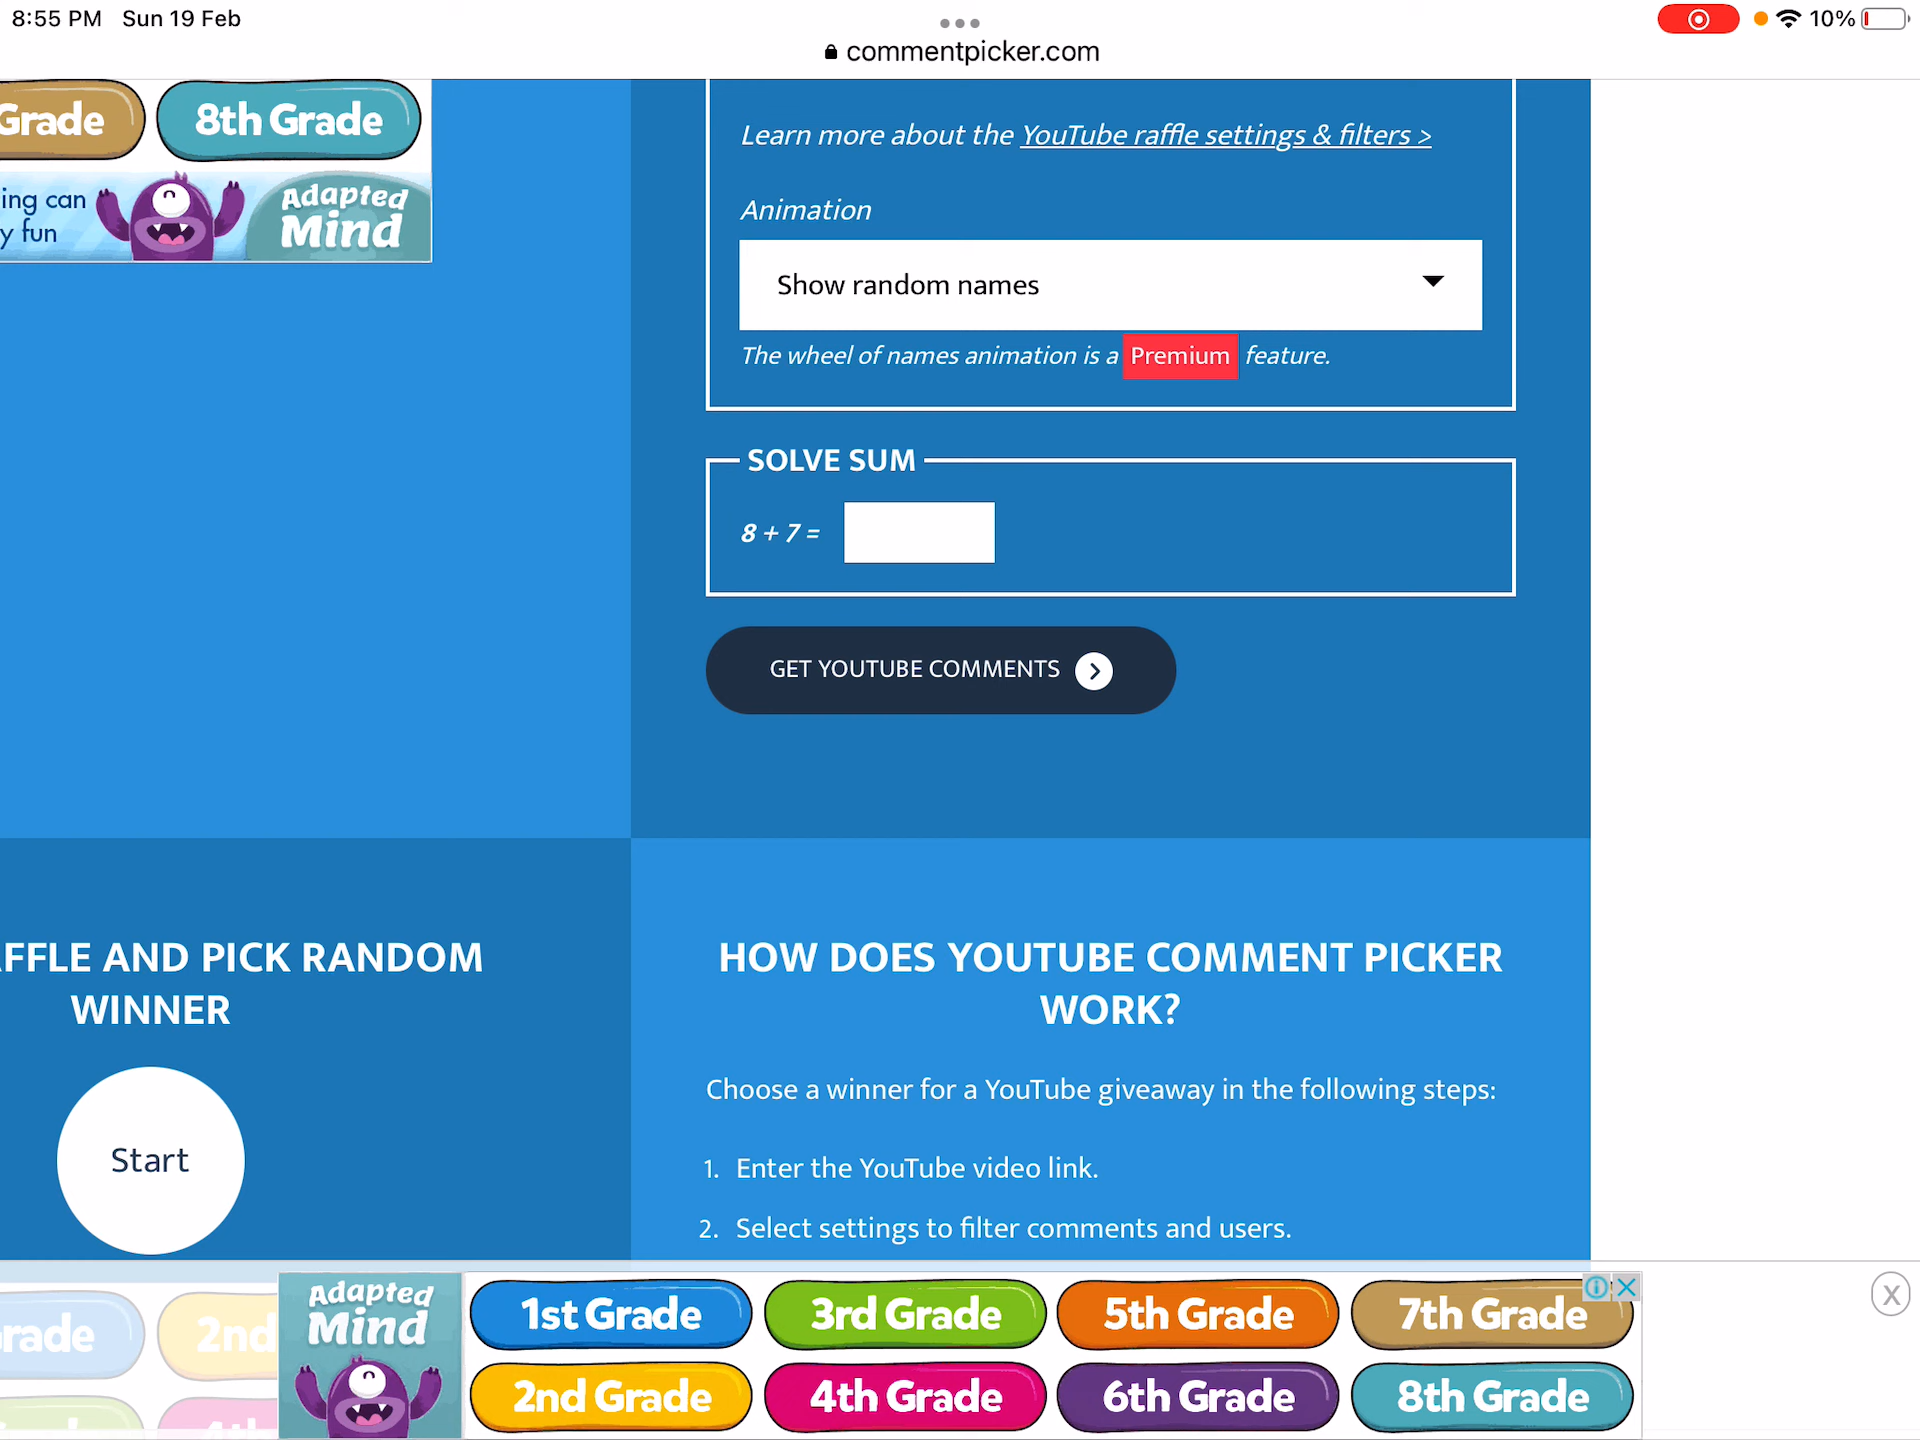 8:55 PM Sun 19 Feb
10%
commentpicker.com
Grade
8th Grade
ing can
y fun
Adapted
Mind
Learn more about the YouTube raffle settings & filters >
Animation
Show random names
The wheel of names animation is a Premium feature.
SOLVE SUM
8 + 7 =
GET YOUTUBE COMMENTS
FFLE AND PICK RANDOM
WINNER
Start
HOW DOES YOUTUBE COMMENT PICKER
WORK?
Choose a winner for a YouTube giveaway in the following steps:
1. Enter the YouTube video link.
2. Select settings to filter comments and users.
rade
2nd
4th
Adapted
Mind
1st Grade
3rd Grade
5th Grade
7th Grade
2nd Grade
4th Grade
6th Grade
8th Grade
X